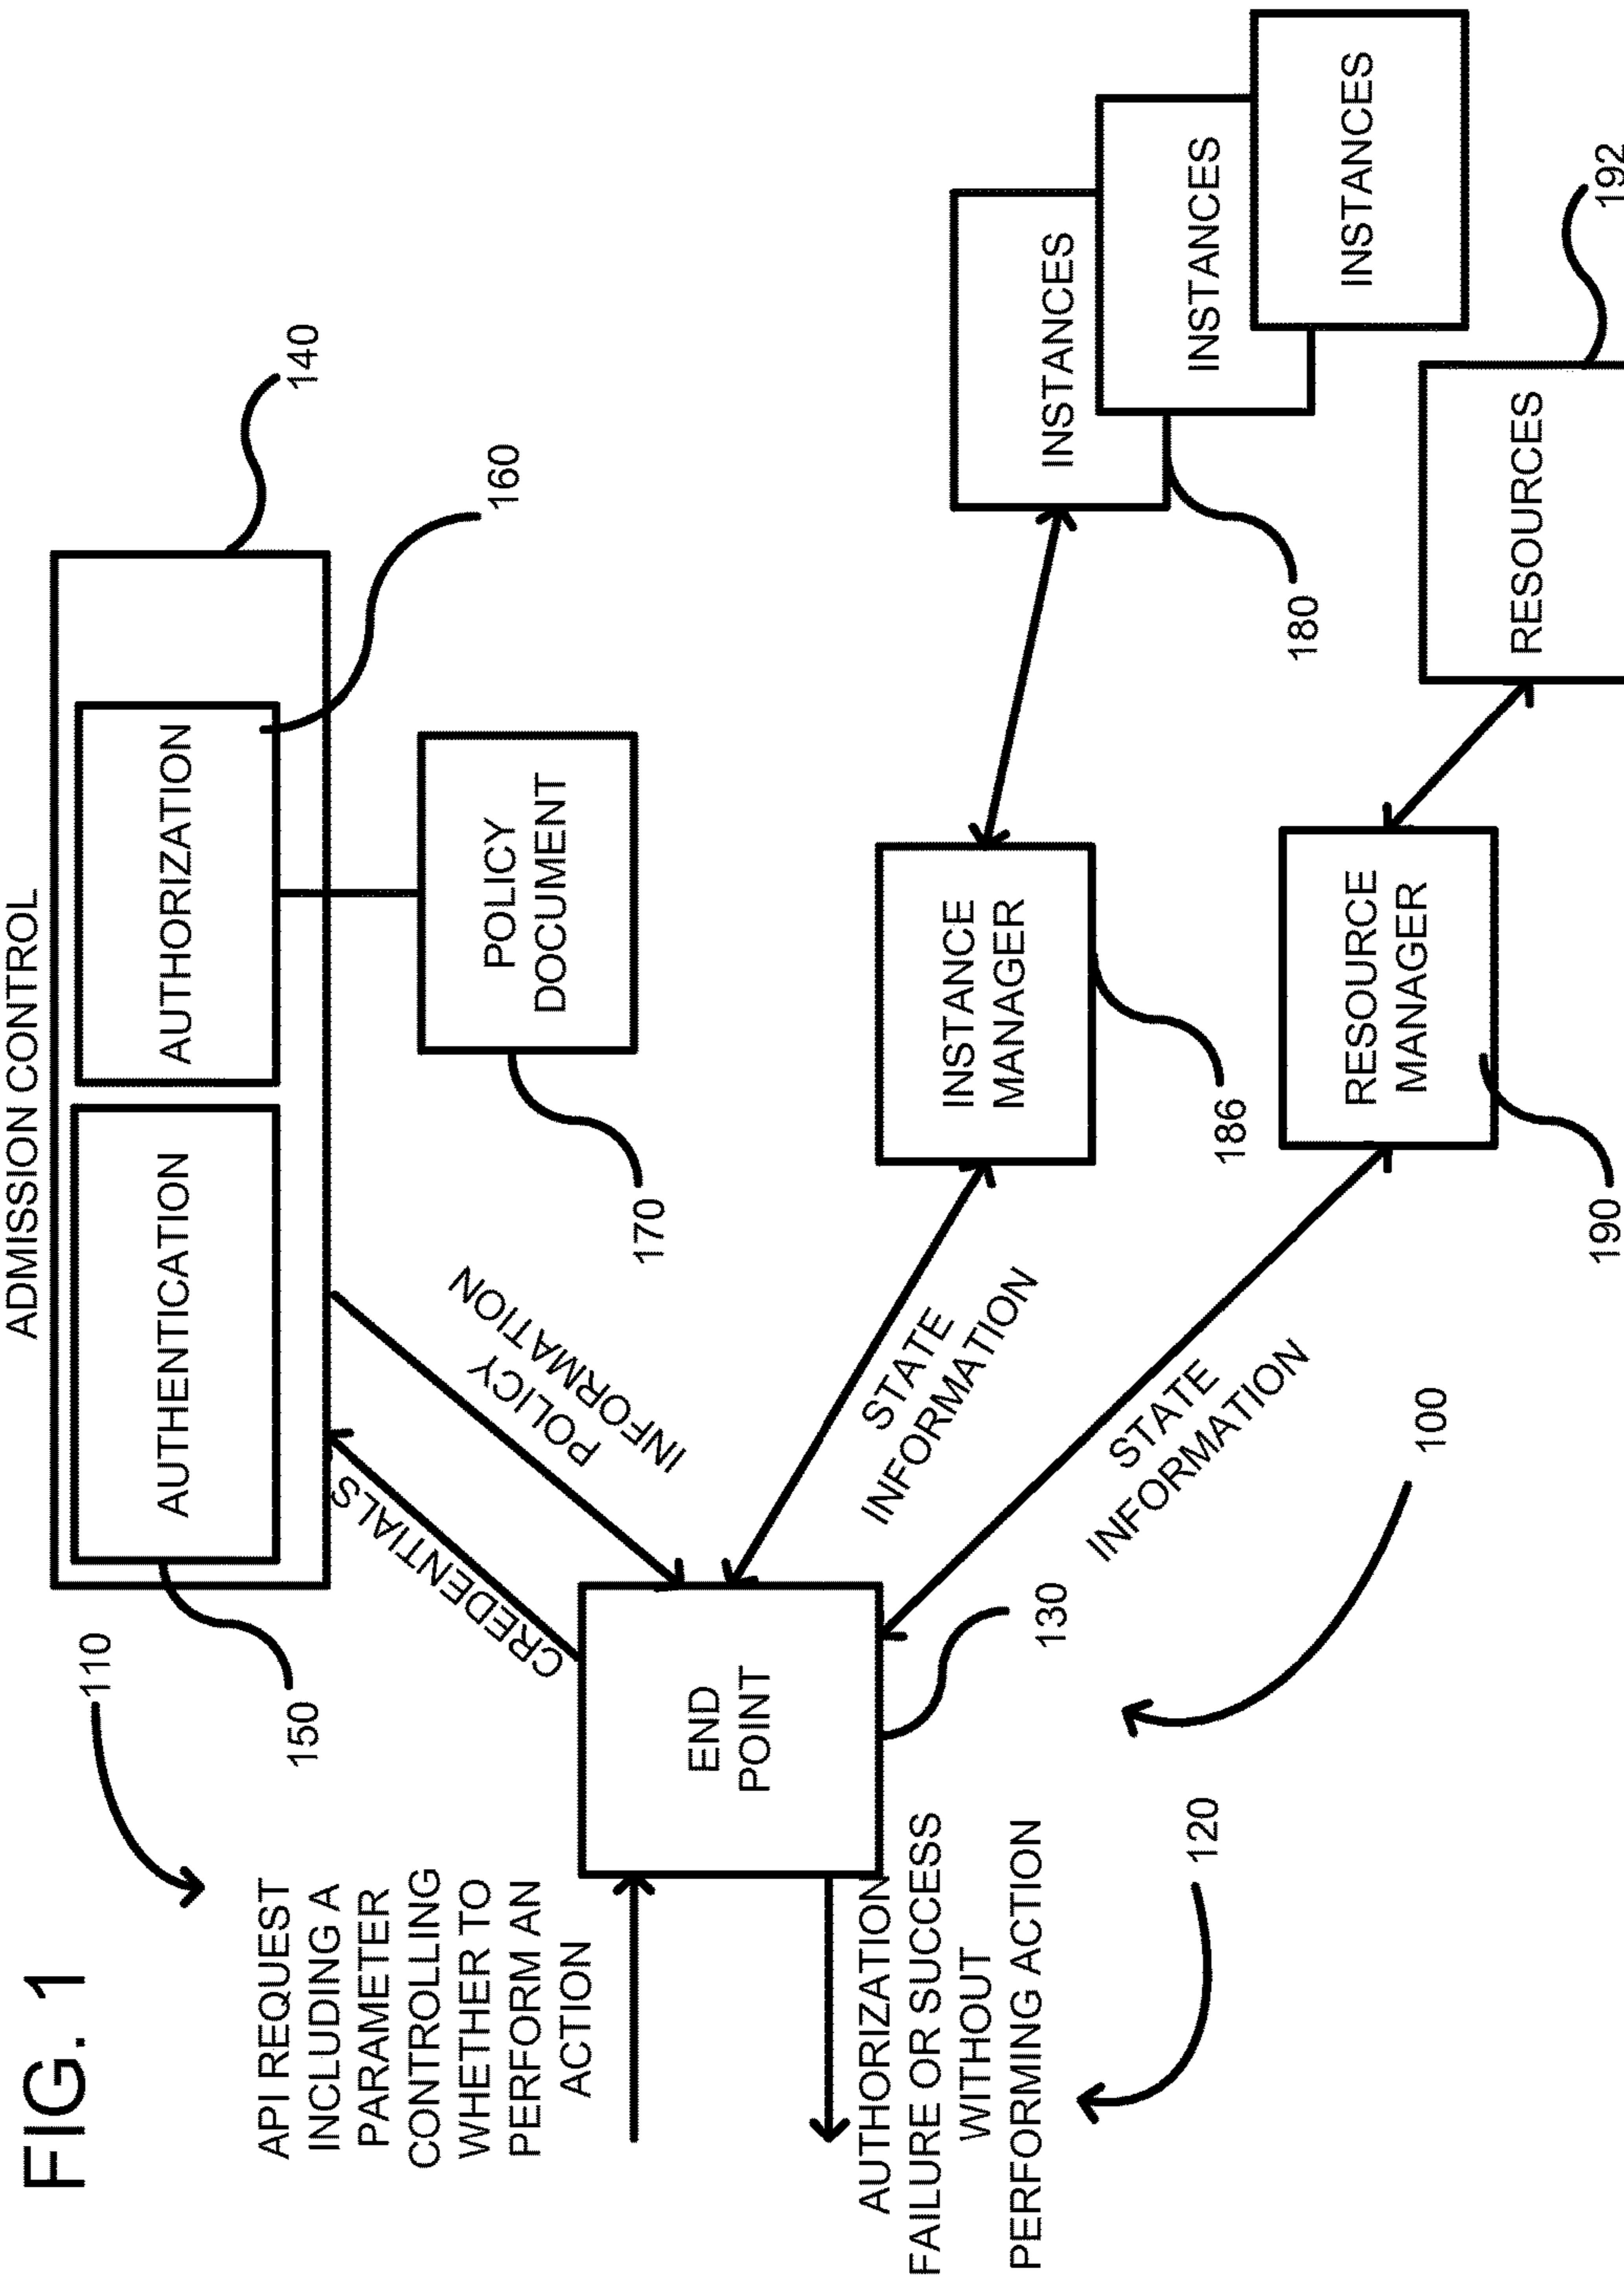 FIG. 1
ADMISSION CONTROL
AUTHENTICATION
AUTHORIZATION
140
160
150
110
POLICY
DOCUMENT
170
API REQUEST
INCLUDING A
PARAMETER
CONTROLLING
WHETHER TO
PERFORM AN
ACTION
CREDENTIALS
POLICY
INFORMATION
END
POINT
130
AUTHORIZATION
FAILURE OR SUCCESS
WITHOUT
PERFORMING ACTION
120
100
STATE
INFORMATION
INSTANCE
MANAGER
186
INSTANCES
INSTANCES
INSTANCES
180
STATE
INFORMATION
RESOURCE
MANAGER
190
RESOURCES
192